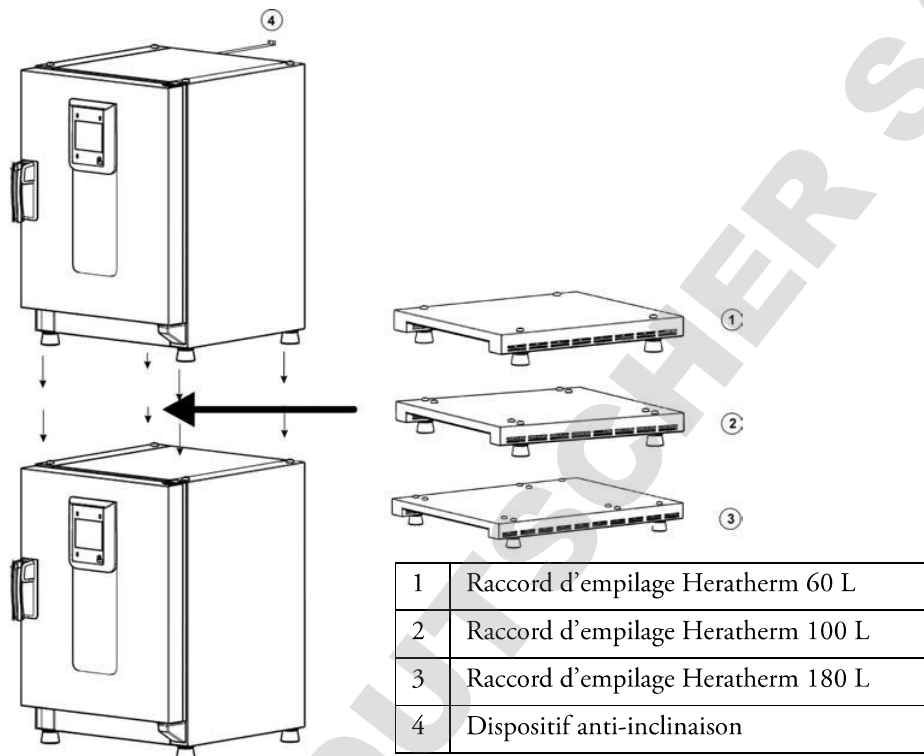 4
1
2
3
1 Raccord d’empilage Heratherm 60 L
2 Raccord d’empilage Heratherm 100 L
3 Raccord d’empilage Heratherm 180 L
4 Dispositif anti-inclinaison
OUTSCHER S